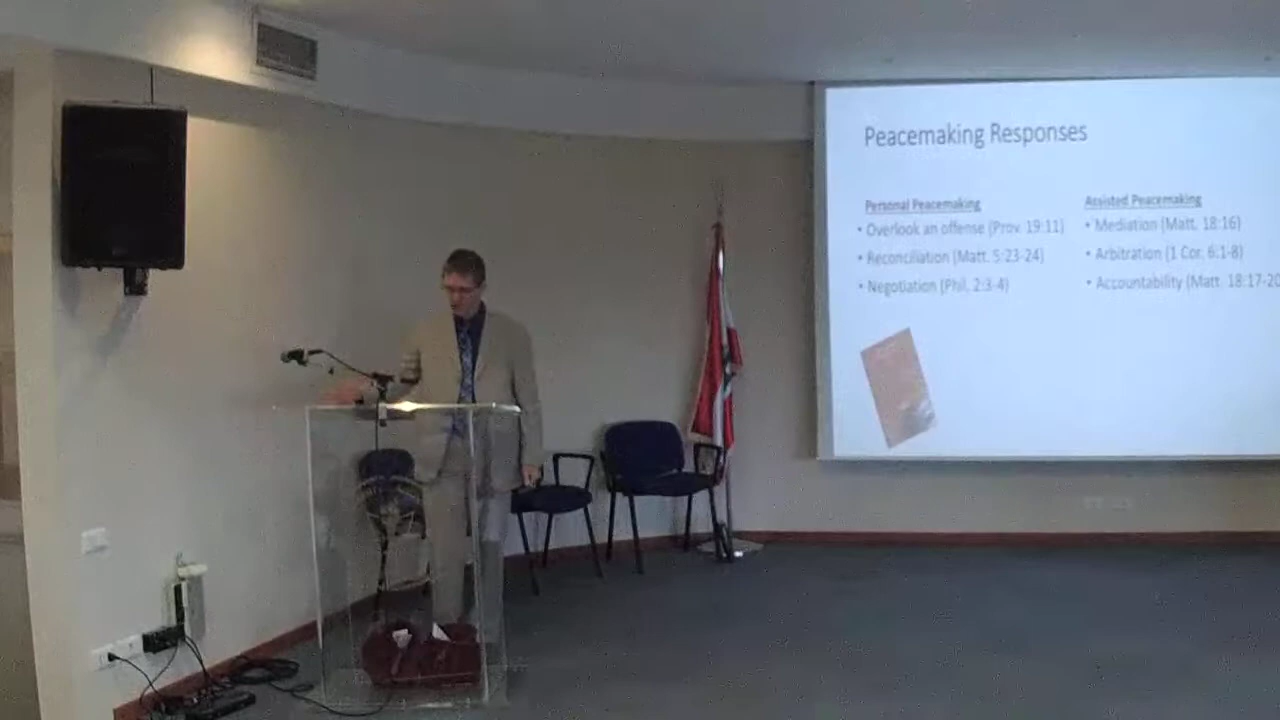 Peacemaking Responses
Personal Peacemaking
• Overlook an offense (Prov. 19:11)
• Reconciliation (Matt. 5:23-24)
• Negotiation (Phil. 2:3-4)
Assisted Peacemaking
• Mediation (Matt. 18:16)
• Arbitration (1 Cor. 6:1-8)
• Accountability (Matt. 18:17-20